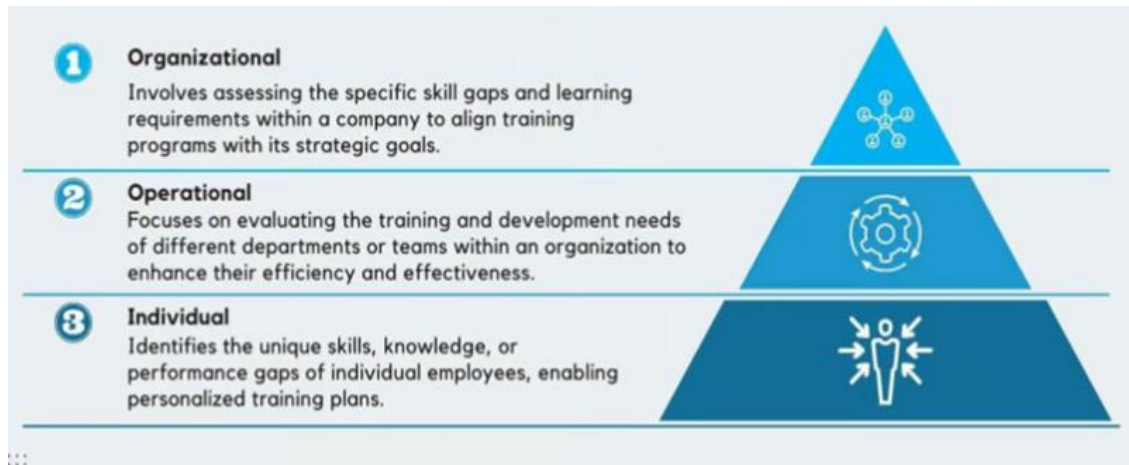 1
Organizational
Involves assessing the specific skill gaps and learning
requirements within a company to align training
programs with its strategic goals.
2
Operational
Focuses on evaluating the training and development needs
of different departments or teams within an organization to
enhance their efficiency and effectiveness.
3
Individual
Identifies the unique skills, knowledge, or
performance gaps of individual employees, enabling
personalized training plans.